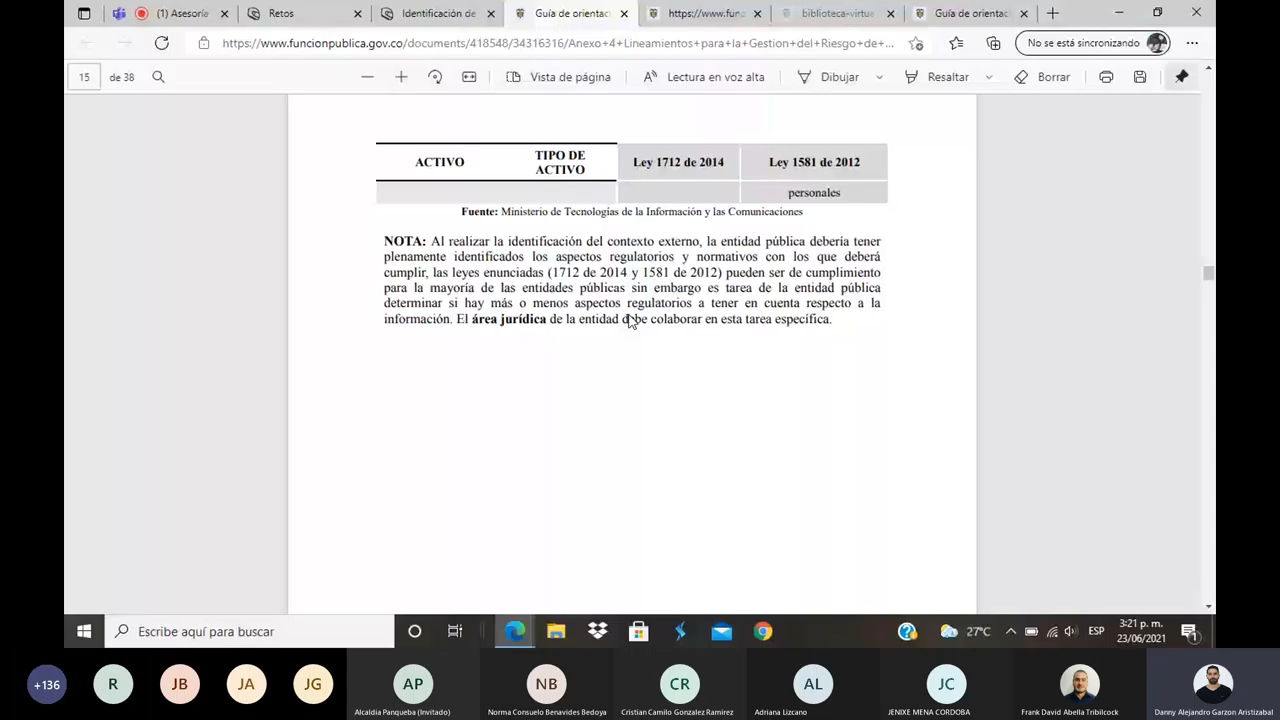 (1) Asesoría
Retos
Identificación de
Guía de orientac
https://www.func
biblioteca-virtue
Guía de orientac
https://www.funcionpublica.gov.co/documents/418548/34316316/Anexo+4+Lineamientos+para+la+Gestion+del+Riesgo+de+...
No se está sincronizando
15
de 38
Vista de página
Lectura en voz alta
Dibujar
Resaltar
Borrar
ACTIVO
TIPO DE
ACTIVO
Ley 1712 de 2014
Ley 1581 de 2012
personales
Fuente: Ministerio de Tecnologías de la Información y las Comunicaciones
NOTA: Al realizar la identificación del contexto externo, la entidad pública debería tener
plenamente identificados los aspectos regulatorios y normativos con los que deberá
cumplir, las leyes enunciadas (1712 de 2014 y 1581 de 2012) pueden ser de cumplimiento
para la mayoría de las entidades públicas sin embargo es tarea de la entidad pública
determinar si hay más o menos aspectos regulatorios a tener en cuenta respecto a la
información. El área jurídica de la entidad debe colaborar en esta tarea específica.
Escribe aquí para buscar
27°C
ESP
3:21 p. m.
23/06/2021
1
+136
R
JB
JA
JG
AP
NB
CR
AL
JC
Alcaldia Panqueba (Invitado)
Norma Consuelo Benavides Bedoya
Cristian Camilo Gonzalez Ramirez
Adriana Lizcano
JENIXE MENA CORDOBA
Frank David Abella Tribilcock
Danny Alejandro Garzon Aristizabal